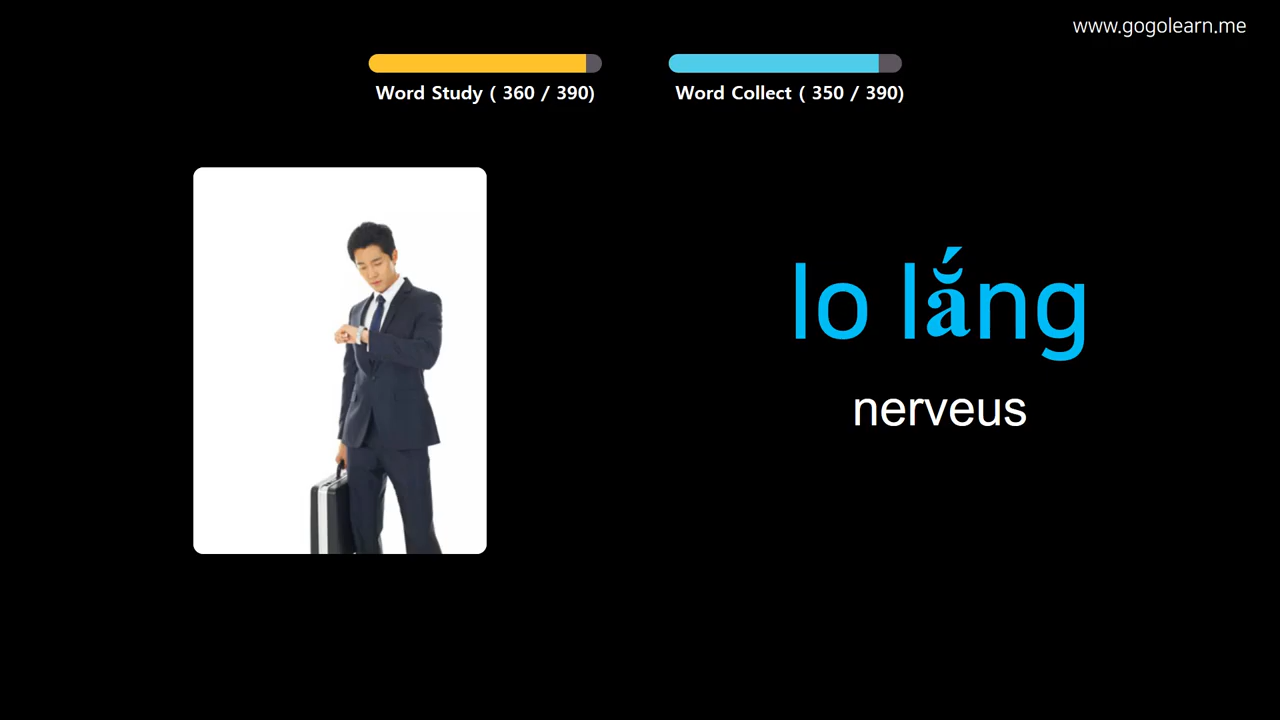 www.gogolearn.me
Word Study ( 360 / 390)
Word Collect ( 350 / 390)
lo lắng
nerveus